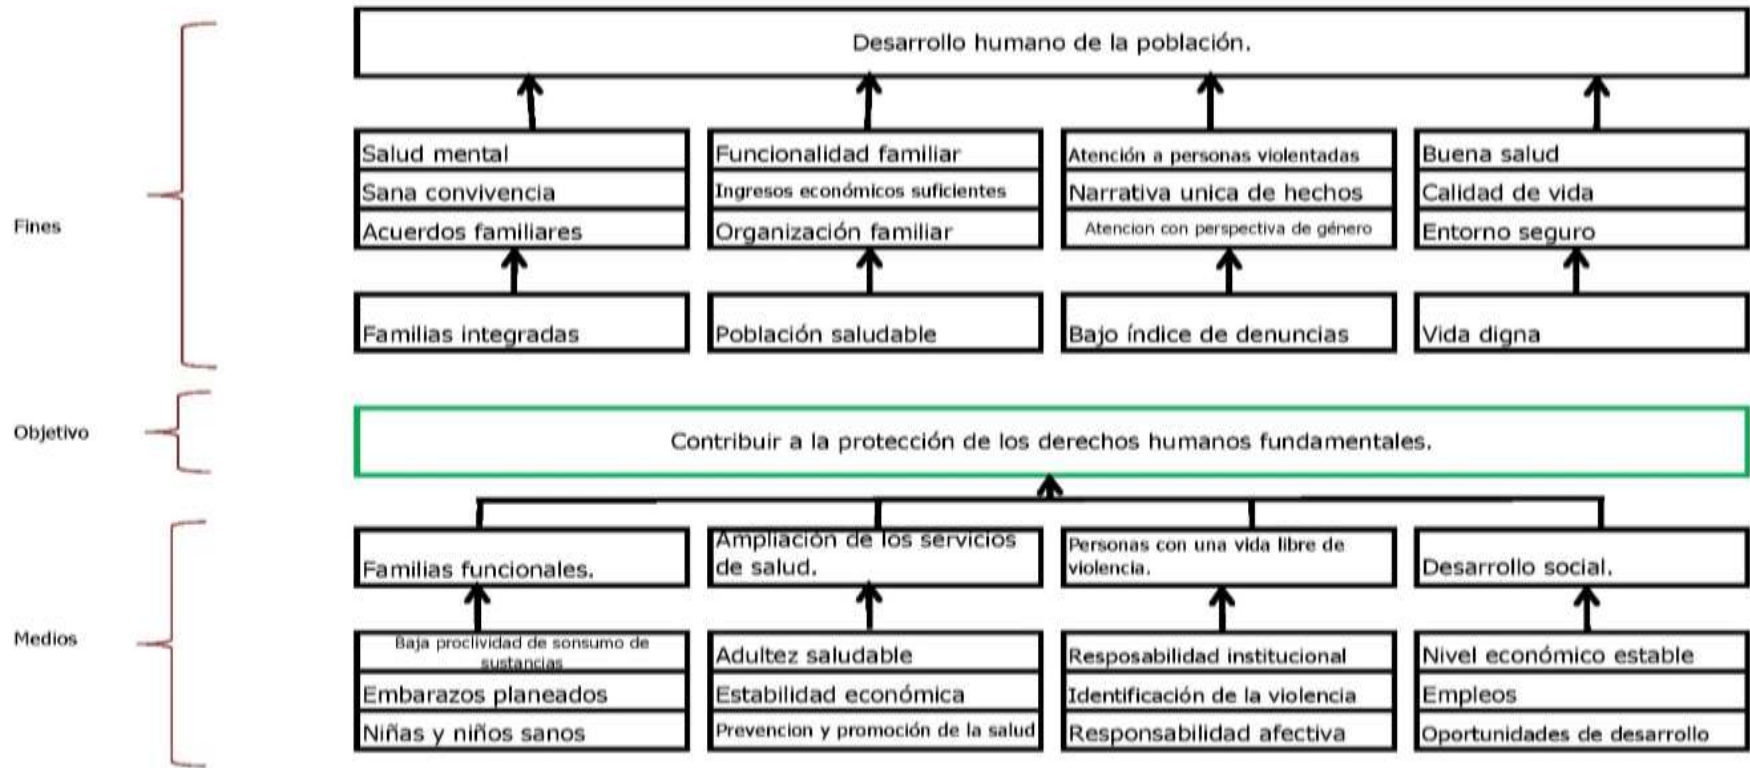 Desarrollo humano de la población.
Salud mental
Funcionalidad familiar
Atención a personas violentadas
Buena salud
Sana convivencia
Ingresos económicos suficientes
Narrativa unica de hechos
Calidad de vida
Fines
Acuerdos familiares
Organización familiar
Atencion con perspectiva de género
Entorno seguro
Familias integradas
Población saludable
Bajo índice de denuncias
Vida digna
Objetivo
Contribuir a la protección de los derechos humanos fundamentales.
Familias funcionales.
Ampliación de los servicios
de salud.
Personas con una vida libre de
violencia.
Desarrollo social.
Medios
Baja proclividad de sonsumo de
sustancias
Adultez saludable
Resposabilidad institucional
Nivel económico estable
Embarazos planeados
Estabilidad económica
Identificación de la violencia
Empleos
Niñas y niños sanos
Prevencion y promoción de la salud
Responsabilidad afectiva
Oportunidades de desarrollo